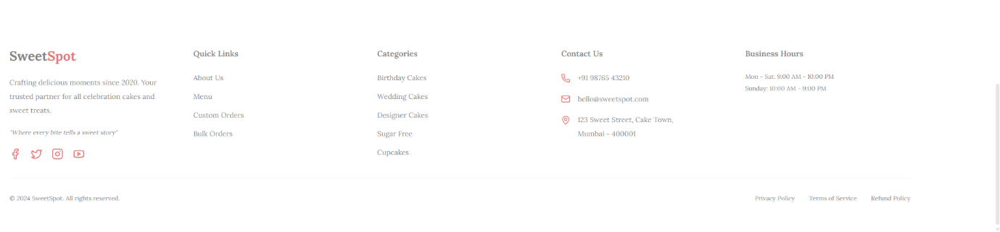 SweetSpot
Crafting delicious moments since 2020. Your
trusted partner for all celebration cakes and
sweet treats.
"Where every bite tells a sweet story"
Quick Links
About Us
Menu
Custom Orders
Bulk Orders
Categories
Birthday Cakes
Wedding Cakes
Designer Cakes
Sugar Free
Cupcakes
Contact Us
+91 98765 43210
hello@sweetspot.com
123 Sweet Street, Cake Town,
Mumbai - 400001
Business Hours
Mon - Sat: 9:00 AM - 10:00 PM
Sunday: 10:00 AM - 9:00 PM
© 2024 SweetSpot. All rights reserved.
Privacy Policy Terms of Service Refund Policy